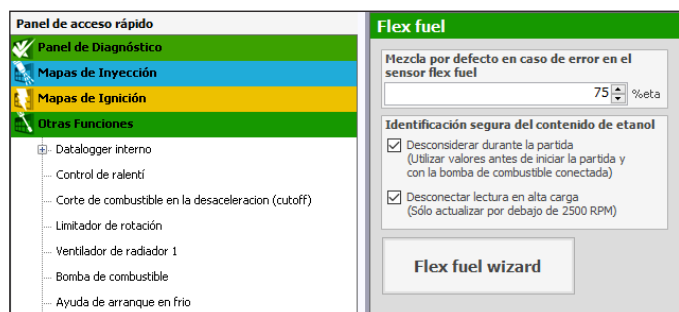 Panel de acceso rápido
Panel de Diagnóstico
Mapas de Inyección
Mapas de Ignición
Otras Funciones
Datalogger interno
Control de ralentí
Corte de combustible en la desaceleracion (cutoff)
Limitador de rotación
Ventilador de radiador 1
Bomba de combustible
Ayuda de arranque en frio
Flex fuel
Mezcla por defecto en caso de error en el
sensor flex fuel
75 %eta
Identificación segura del contenido de etanol
Desconsiderar durante la partida
(Utilizar valores antes de iniciar la partida y
con la bomba de combustible conectada)
Desconectar lectura en alta carga
(Sólo actualizar por debajo de 2500 RPM)
Flex fuel wizard